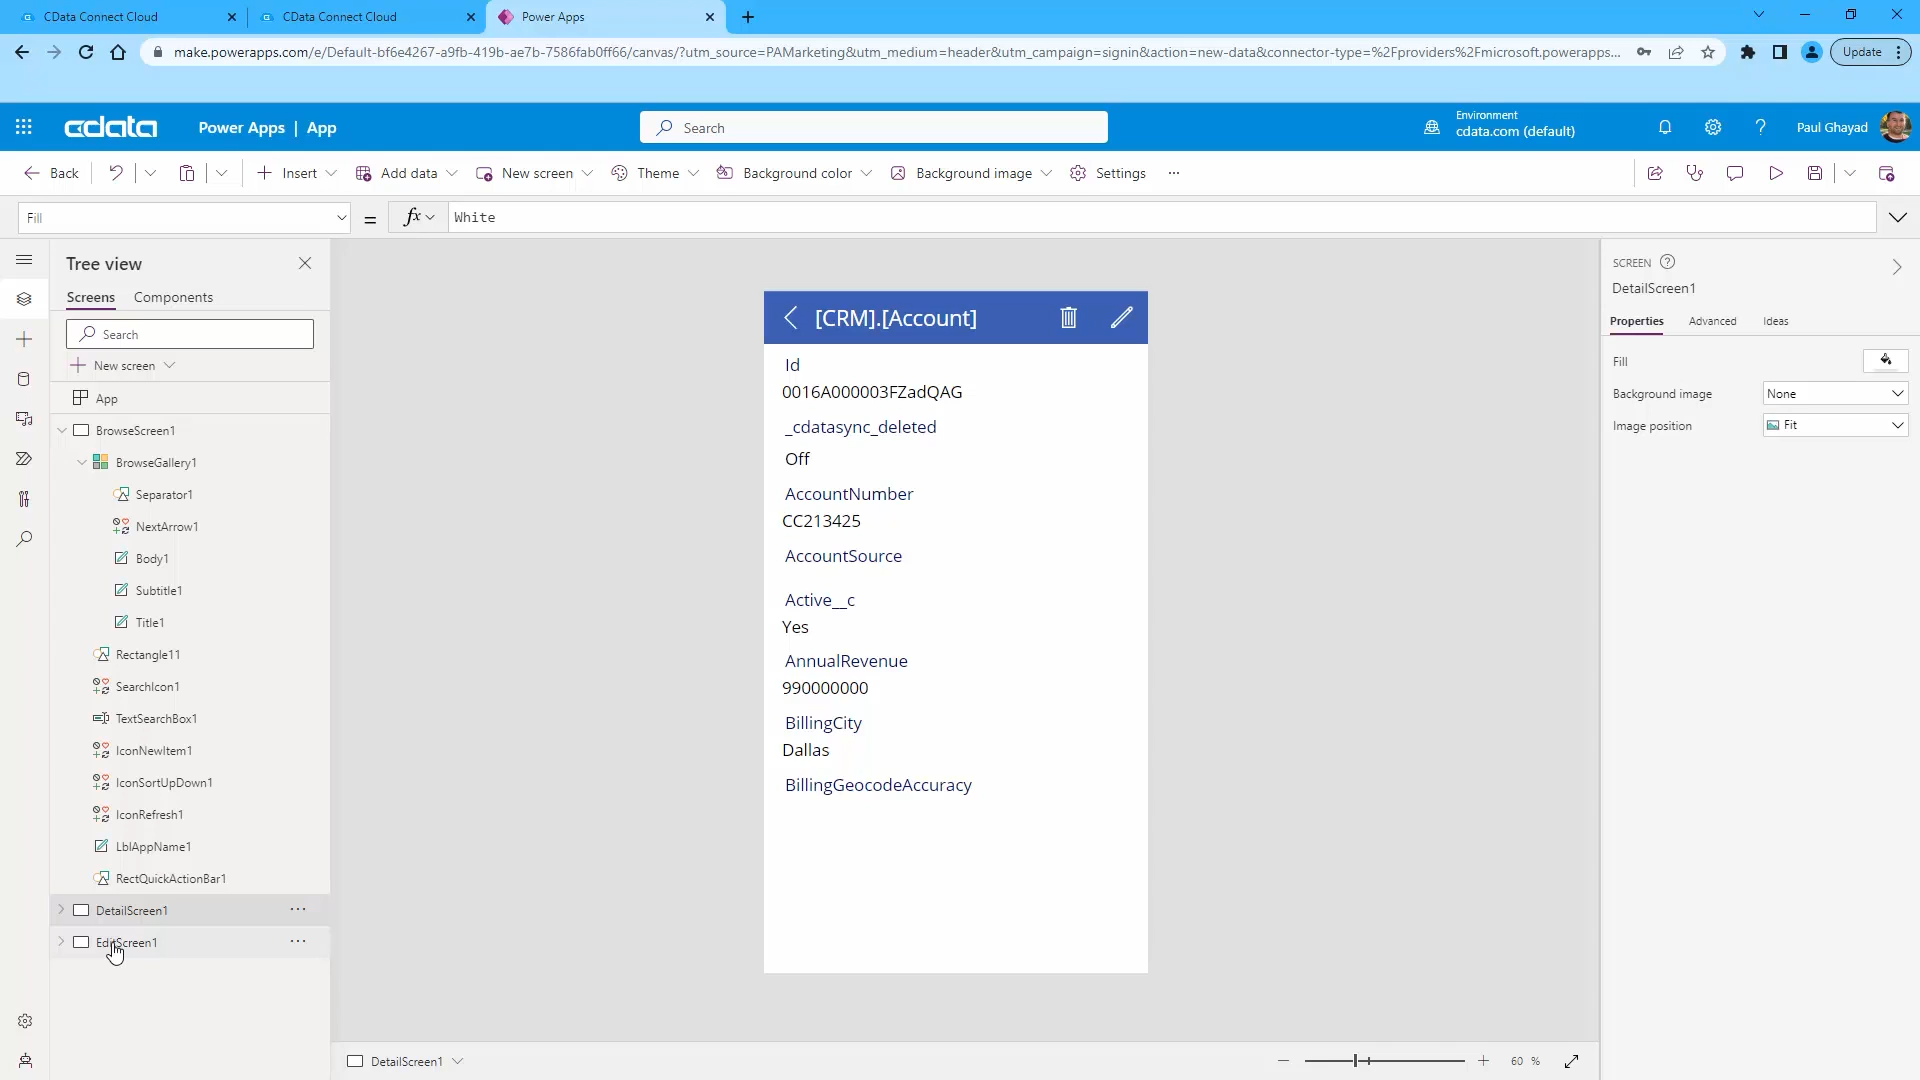 CData Connect Cloud
CData Connect Cloud
Power Apps
make.powerapps.com/e/Default-bf6e4267-a9fb-419b-ae7b-7586fab0ff66/canvas/?utm_source=PAMarketing&utm_medium=header&utm_campaign=signin&action=new-data&connector-type=%2Fproviders%2Fmicrosoft.powerapps...
Update
cdata
Power Apps | App
Search
Environment
cdata.com (default)
Paul Ghayad
Back
Insert
Add data
New screen
Theme
Background color
Background image
Settings
Fill
=
fx
White
Tree view
Screens
Components
Search
New screen
App
BrowseScreen1
BrowseGallery1
Separator1
NextArrow1
Body1
Subtitle1
Title1
Rectangle11
SearchIcon1
TextSearchBox1
IconNewItem1
IconSortUpDown1
IconRefresh1
LblAppName1
RectQuickActionBar1
DetailScreen1
EditScreen1
[CRM].[Account]
Id
0016A000003FZadQAG
_cdatasync_deleted
Off
AccountNumber
CC213425
AccountSource
Active__c
Yes
AnnualRevenue
990000000
BillingCity
Dallas
BillingGeocodeAccuracy
SCREEN
DetailScreen1
Properties
Advanced
Ideas
Fill
Background image
None
Image position
Fit
DetailScreen1
60 %